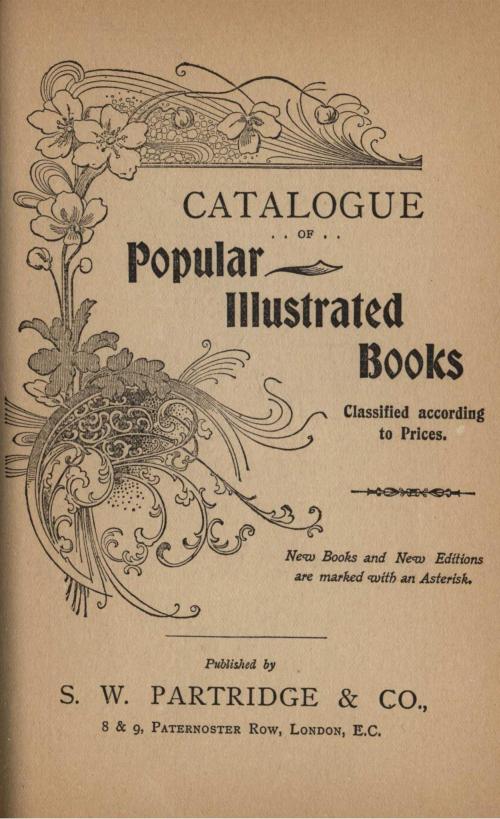 CATALOGUE
. . OF . .
Popular
Illustrated
Books
Classified according
to Prices.
New Books and New Editions
are marked with an Asterisk.
Published by
S. W. PARTRIDGE & CO.,
8 & 9, PATERNOSTER ROW, LONDON, E.C.